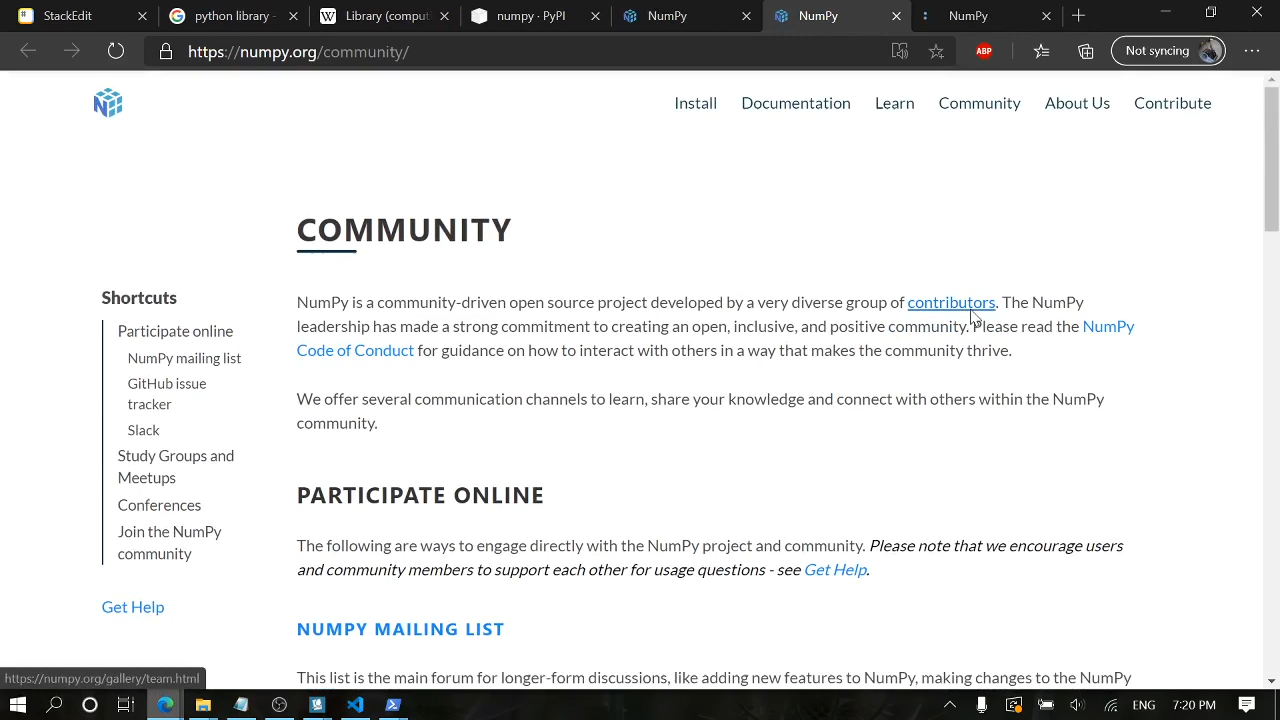 StackEdit
python library -
Library (comput
numpy · PyPI
NumPy
NumPy
NumPy
https://numpy.org/community/
ABP
Not syncing
Install
Documentation
Learn
Community
About Us
Contribute
COMMUNITY
Shortcuts
Participate online
NumPy mailing list
GitHub issue
tracker
Slack
Study Groups and
Meetups
Conferences
Join the NumPy
community
Get Help
NumPy is a community-driven open source project developed by a very diverse group of contributors. The NumPy
leadership has made a strong commitment to creating an open, inclusive, and positive community. Please read the NumPy
Code of Conduct for guidance on how to interact with others in a way that makes the community thrive.
We offer several communication channels to learn, share your knowledge and connect with others within the NumPy
community.
PARTICIPATE ONLINE
The following are ways to engage directly with the NumPy project and community. Please note that we encourage users
and community members to support each other for usage questions - see Get Help.
NUMPY MAILING LIST
This list is the main forum for longer-form discussions, like adding new features to NumPy, making changes to the NumPy
https://numpy.org/gallery/team.html
ENG
7:20 PM